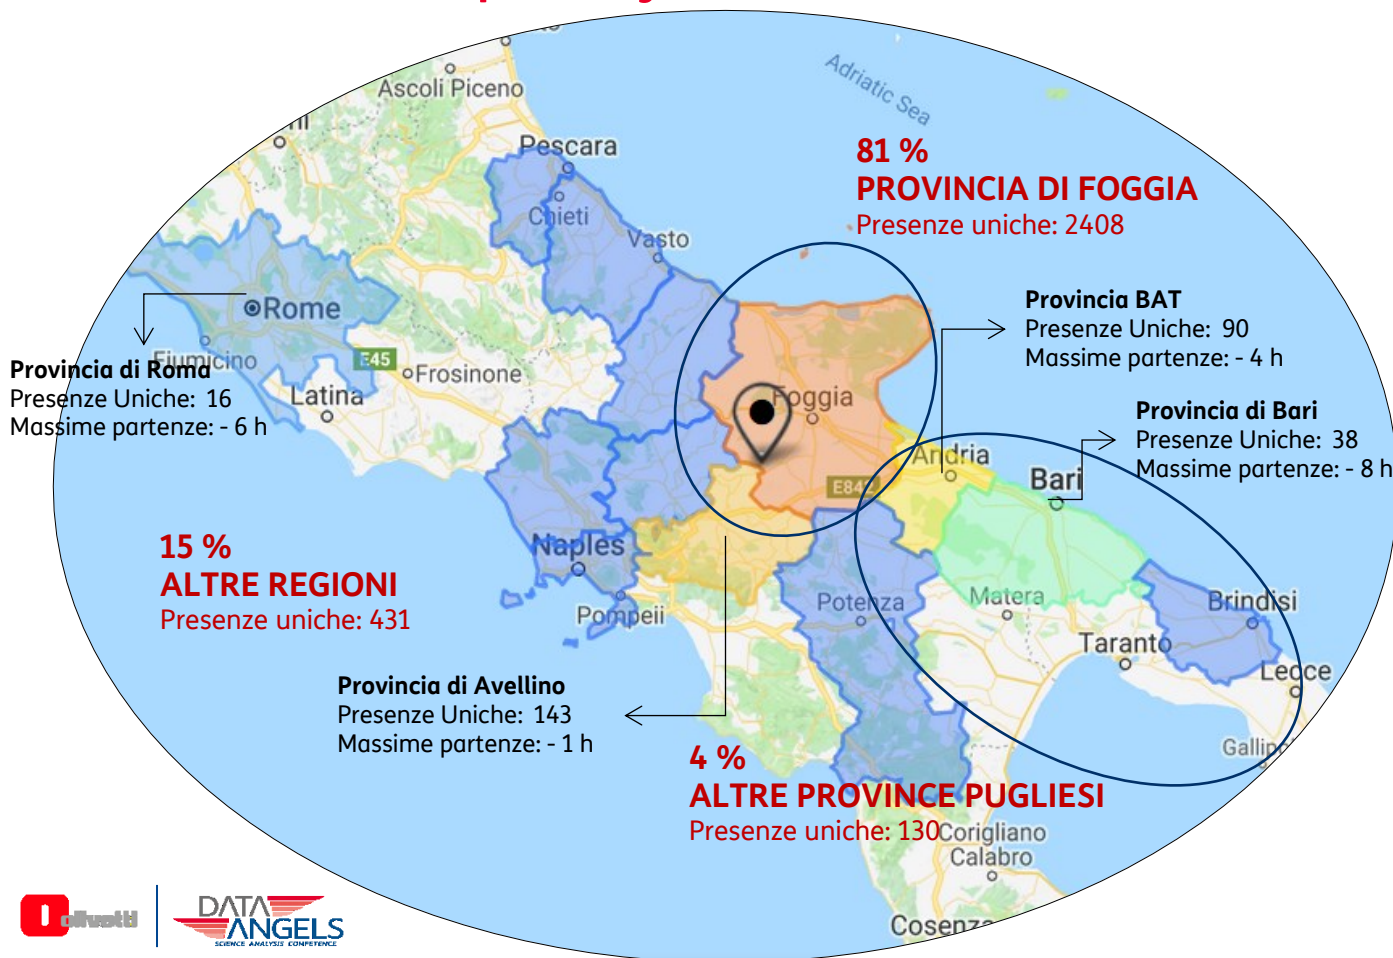 Ascoli Piceno
Adriatic Sea
Pescara
81 %
PROVINCIA DI FOGGIA
Presenze uniche: 2408
Chieti
Vasto
Rome
Provincia BAT
Presenze Uniche: 90
Massime partenze: - 4 h
Fiumicino
E45
Frosinone
Provincia di Roma
Presenze Uniche: 16
Massime partenze: - 6 h
Latina
Foggia
Provincia di Bari
Presenze Uniche: 38
Massime partenze: - 8 h
Andria
Bari
15 %
ALTRE REGIONI
Presenze uniche: 431
Naples
Pompeii
Potenza
Matera
Brindisi
Taranto
Lecce
Provincia di Avellino
Presenze Uniche: 143
Massime partenze: - 1 h
4 %
ALTRE PROVINCE PUGLIESI
Presenze uniche: 130
Corigliano
Calabro
olivetti
DATA
ANGELS
SCIENCE ANALYSIS COMPETENCE